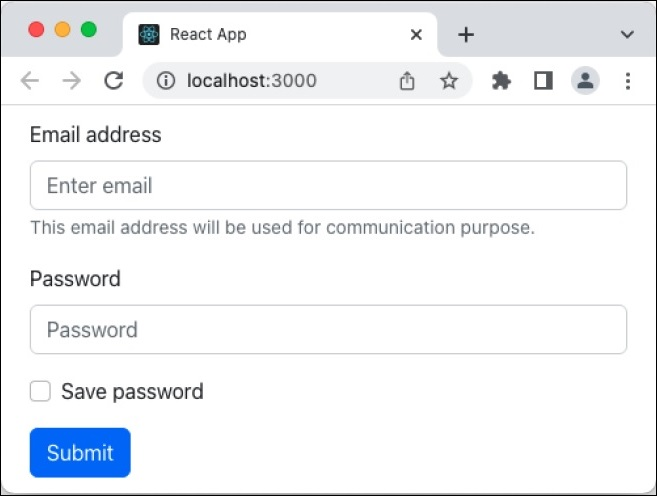 React App
localhost:3000
Email address
Enter email
This email address will be used for communication purpose.
Password
Password
Save password
Submit